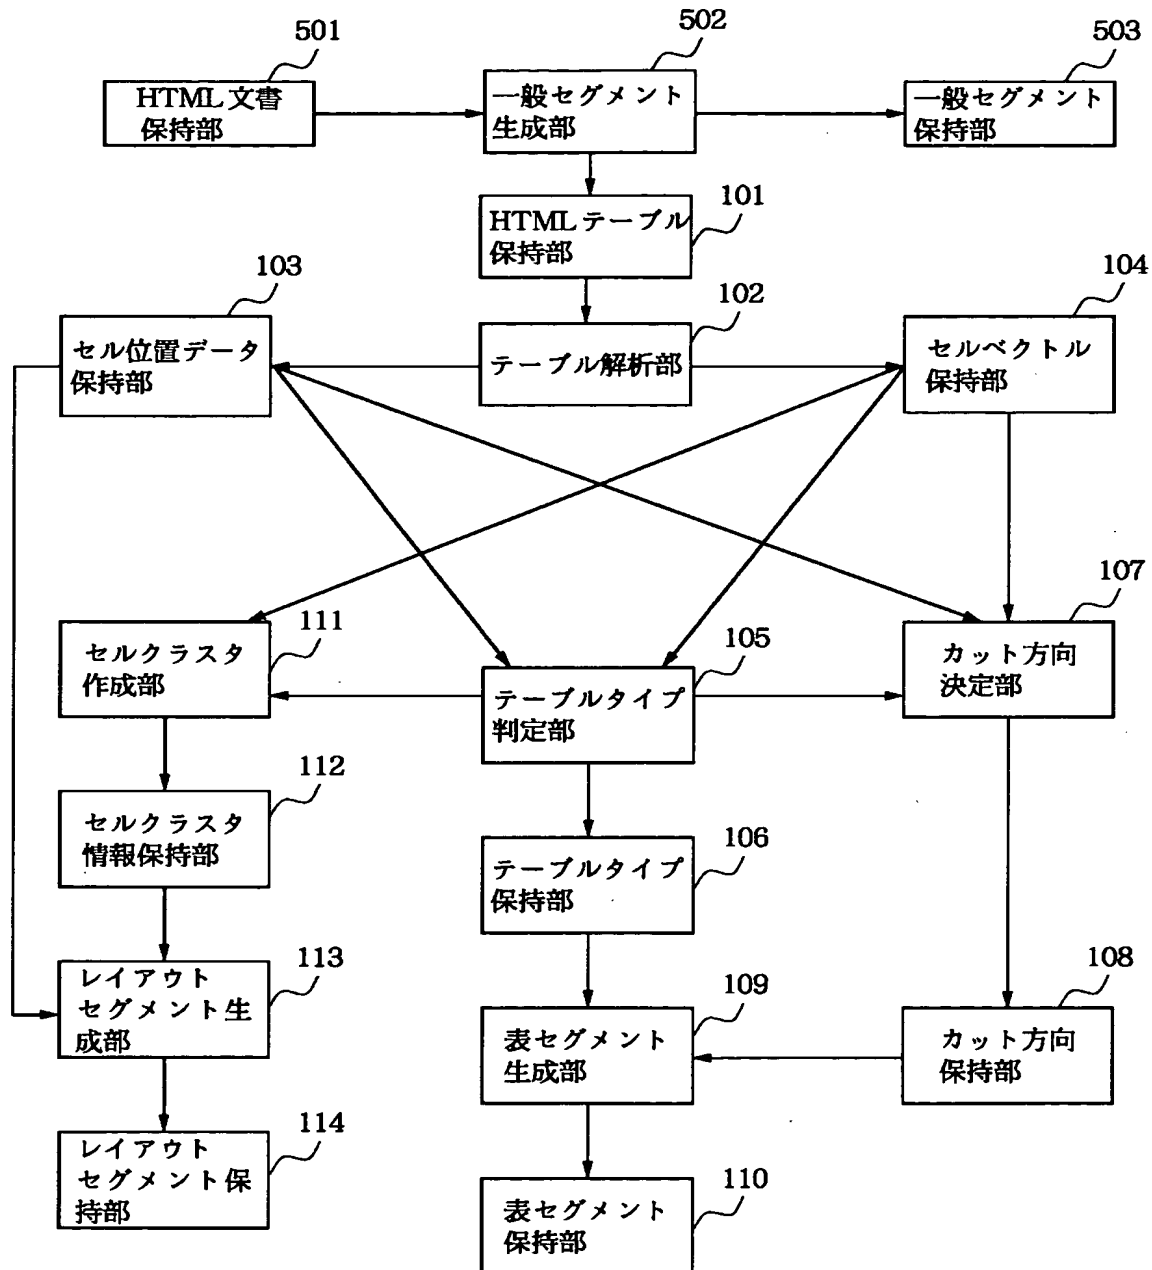 501
HTML文書
保持部
502
一般セグメント
生成部
503
一般セグメント
保持部
101
HTMLテーブル
保持部
103
セル位置データ
保持部
102
テーブル解析部
104
セルベクトル
保持部
111
セルクラスタ
作成部
105
テーブルタイプ
判定部
107
カット方向
決定部
112
セルクラスタ
情報保持部
106
テーブルタイプ
保持部
113
レイアウト
セグメント生
成部
109
表セグメント
生成部
108
カット方向
保持部
114
レイアウト
セグメント保
持部
110
表セグメント
保持部